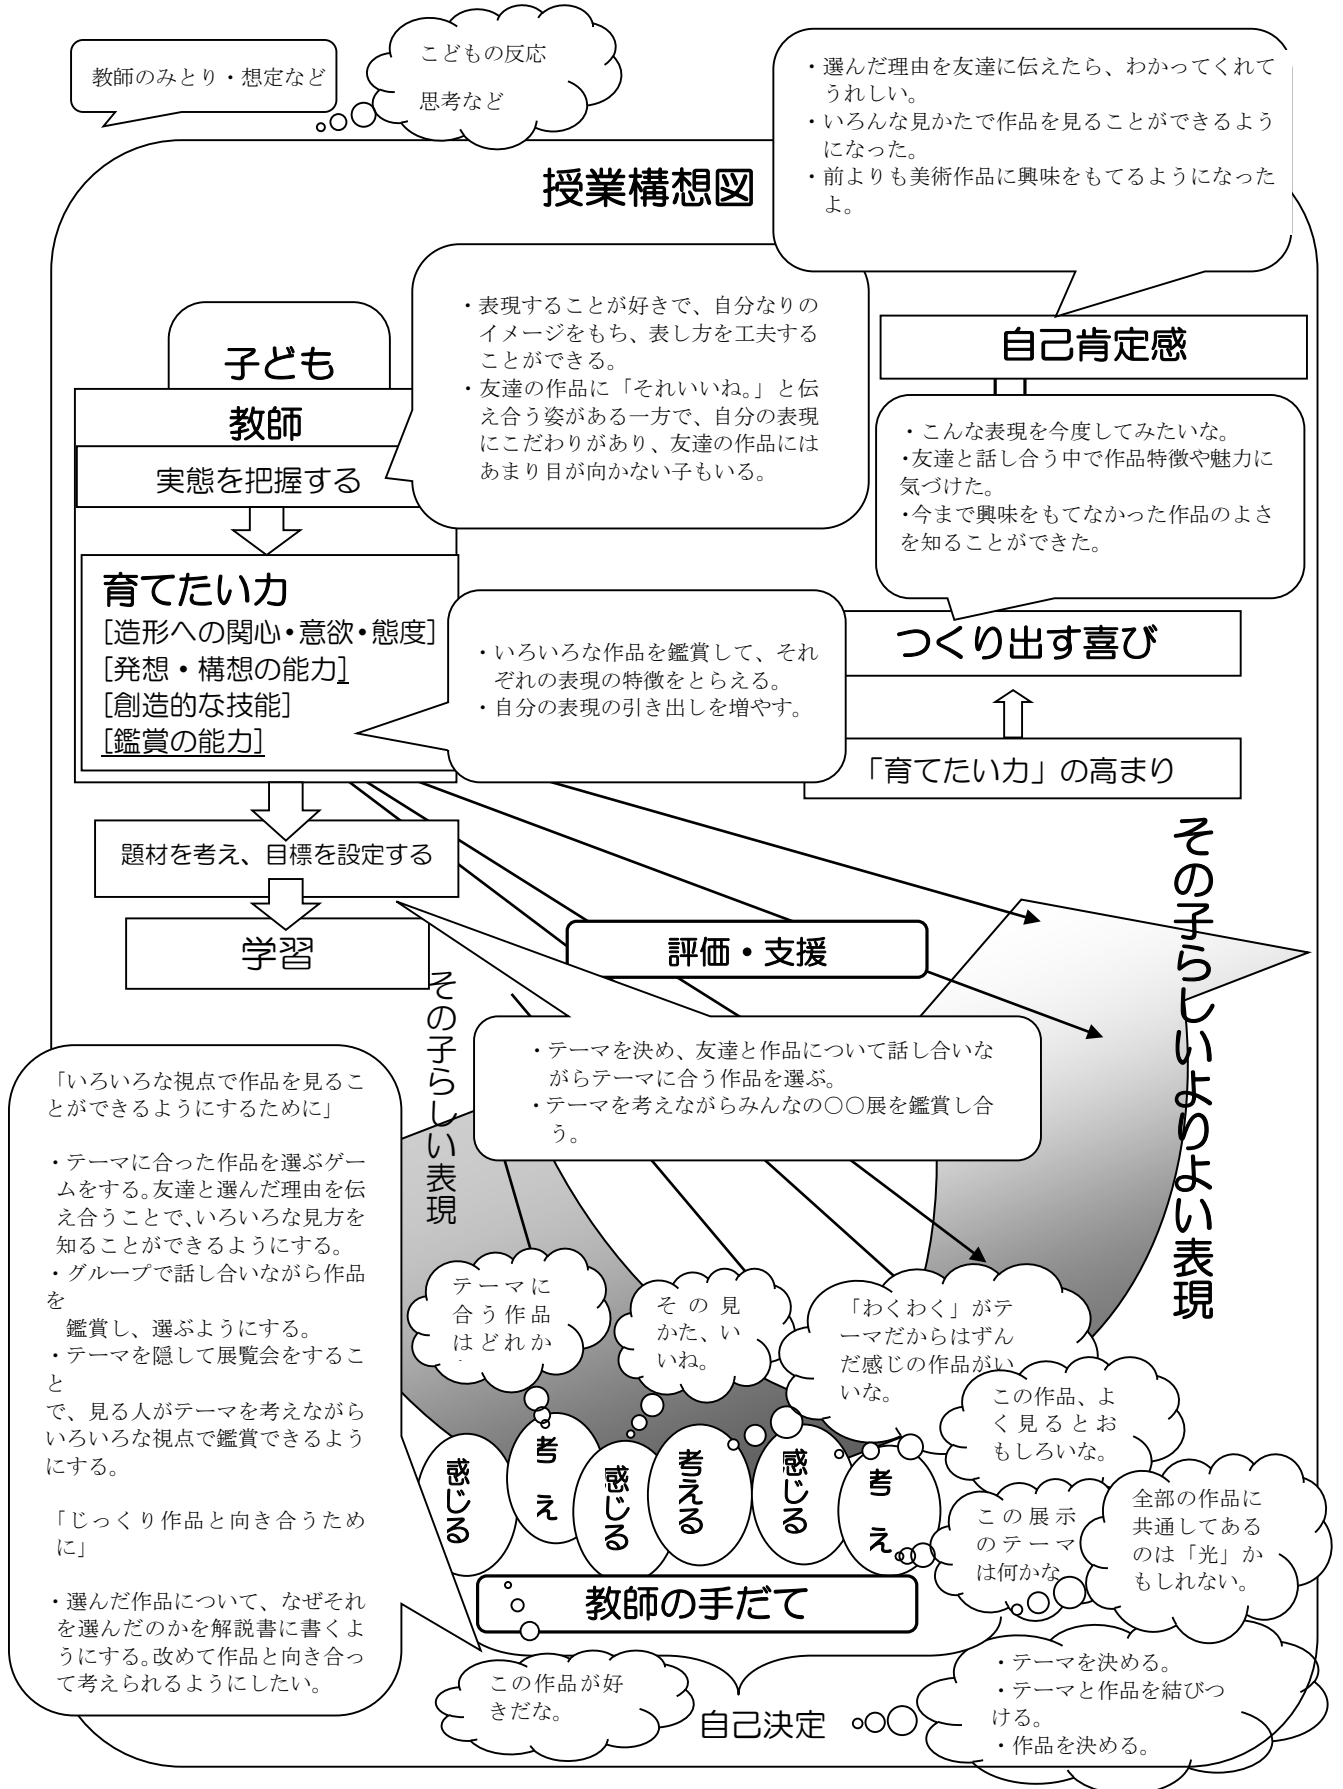 教師のみとり・想定など
こどもの反応
思考など
・選んだ理由を友達に伝えたら、わかってくれて
うれしい。
・いろんな見かたで作品を見ることができるよう
になった。
・前よりも美術作品に興味をもてるようになった
よ。
授業構想図
・表現することが好きで、自分なりの
イメージをもち、表し方を工夫する
ことができる。
・友達の作品に「それいいね。」と伝
え合う姿がある一方で、自分の表現
にこだわりがあり、友達の作品には
あまり目が向かない子もいる。
子ども
教師
実態を把握する
自己肯定感
・こんな表現を今度してみたいな。
・友達と話し合う中で作品特徴や魅力に
気づけた。
・今まで興味をもてなかった作品のよさ
を知ることができた。
育てたい力
[造形への関心・意欲・態度]
[発想・構想の能力]
[創造的な技能]
[鑑賞の能力]
・いろいろな作品を鑑賞して、それ
ぞれの表現の特徴をとらえる。
・自分の表現の引き出しを増やす。
つくり出す喜び
「育てたい力」の高まり
題材を考え、目標を設定する
学習
評価・支援
その子らしいよりよい表現
その子らしい表現
・テーマを決め、友達と作品について話し合いな
がらテーマに合う作品を選ぶ。
・テーマを考えながらみんなの〇〇展を鑑賞し合
う。
「いろいろな視点で作品を見るこ
とができるようにするために」
・テーマに合った作品を選ぶゲー
ムをする。友達と選んだ理由を伝
え合うことで、いろいろな見方を
知ることができるようにする。
・グループで話し合いながら作品
を
鑑賞し、選ぶようにする。
・テーマを隠して展覧会をするこ
と
で、見る人がテーマを考えながら
いろいろな視点で鑑賞できるよう
にする。
「じっくり作品と向き合うため
に」
・選んだ作品について、なぜそれ
を選んだのかを解説書に書くよ
うにする。改めて作品と向き合っ
て考えられるようにしたい。
テーマに
合う作品
はどれか
その見
かた、い
いね。
「わくわく」がテ
ーマだからはずん
だ感じの作品がい
いな。
この作品、よ
く見るとお
もしろいな。
感じる
考え
感じる
考える
感じる
考え
この展示
のテーマ
は何かな
全部の作品に
共通してある
のは「光」か
もしれない。
教師の手だて
この作品が好
きだな。
自己決定
・テーマを決める。
・テーマと作品を結びつ
ける。
・作品を決める。